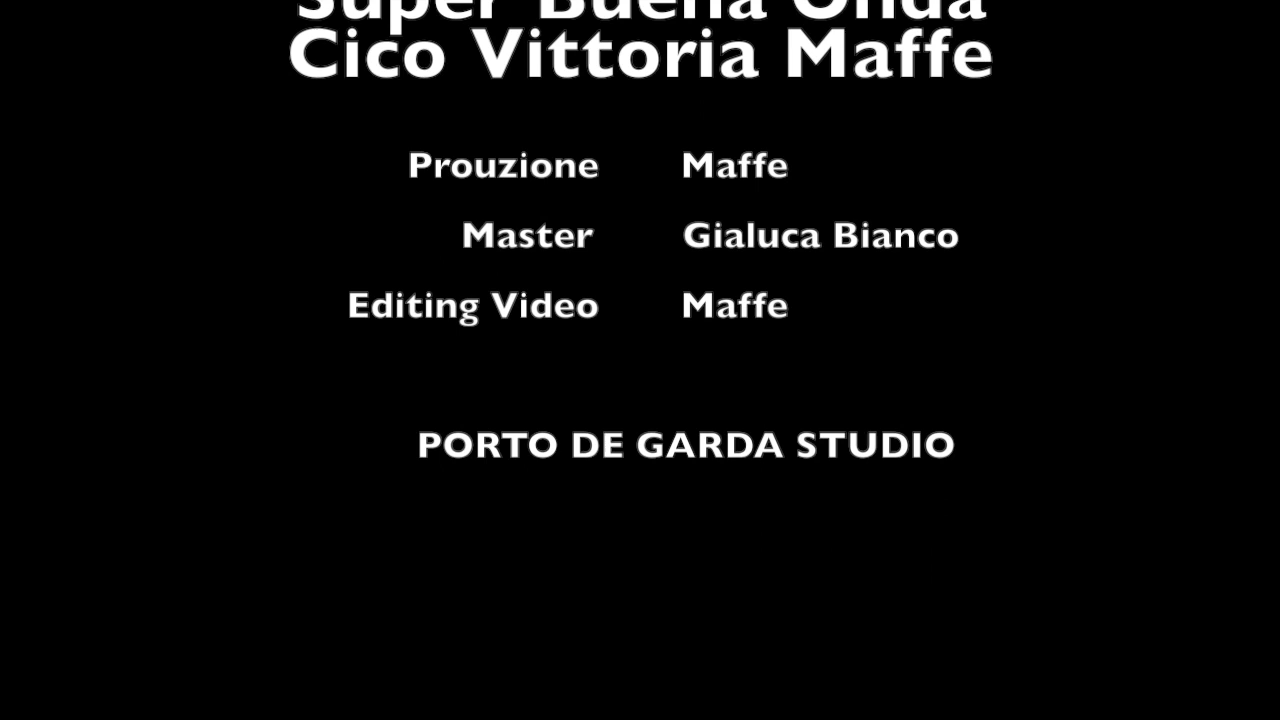 Super Buena Onda
Cico Vittoria Maffe
Prouzione Maffe
Master Gialuca Bianco
Editing Video Maffe
PORTO DE GARDA STUDIO